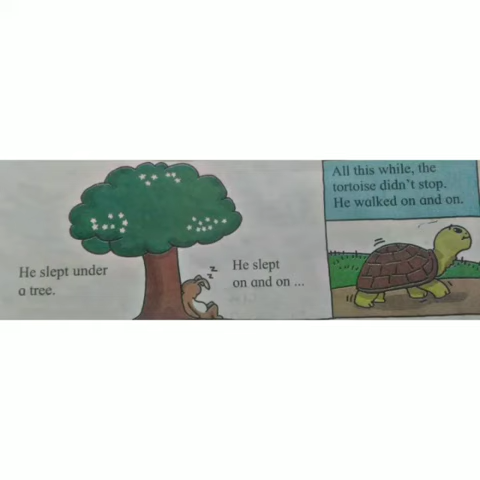 He slept under
a tree.
z z z
He slept
on and on ...
All this while, the
tortoise didn't stop.
He walked on and on.